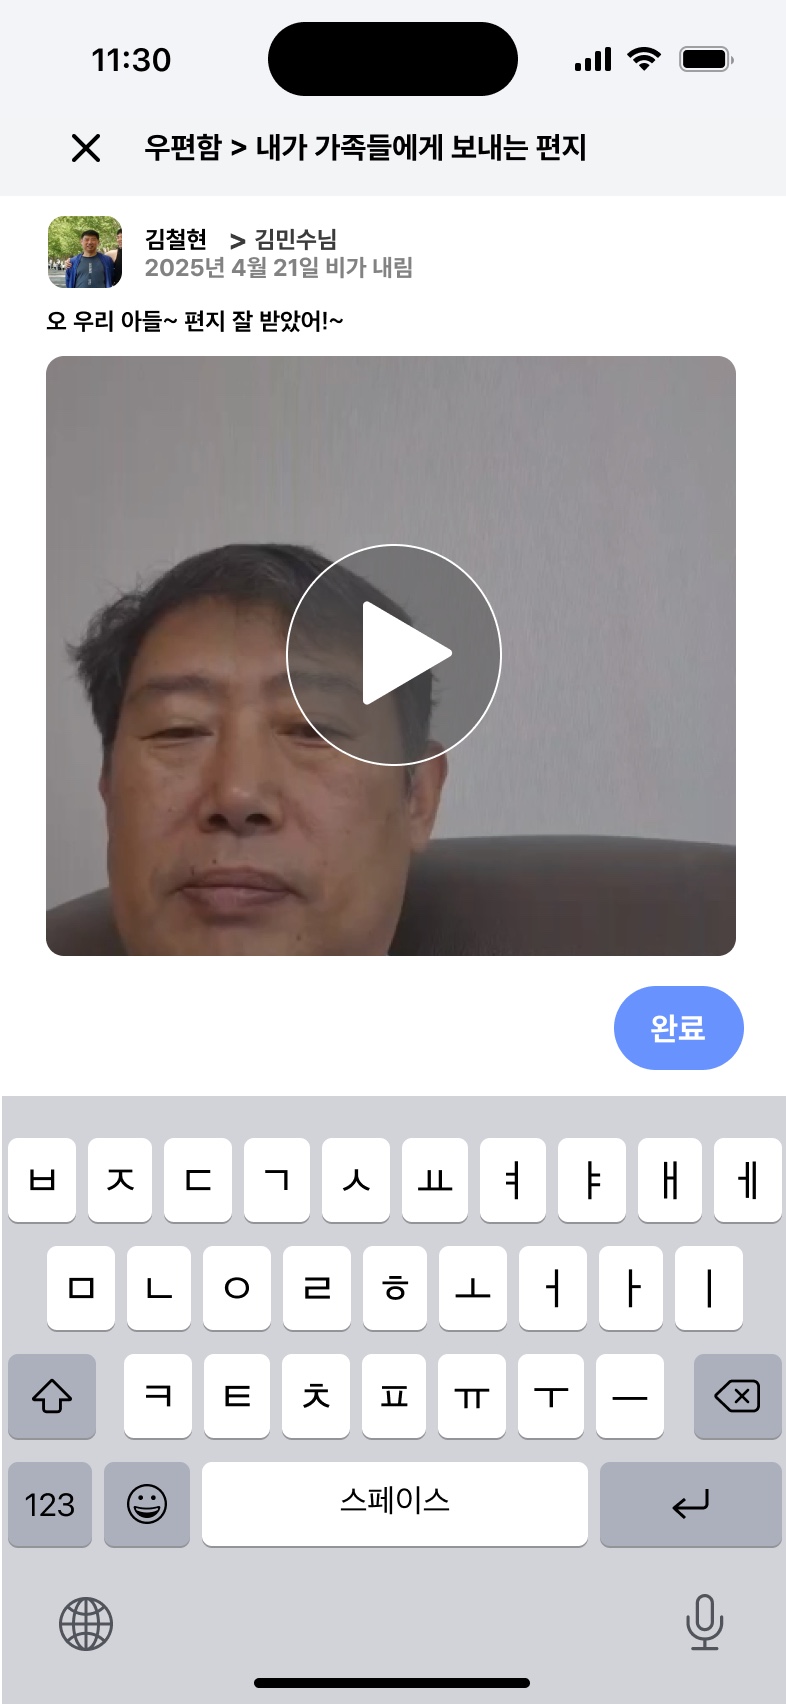 11:30
우편함 > 내가 가족들에게 보내는 편지
김철현 > 김민수님
2025년 4월 21일 비가 내림
오 우리 아들~ 편지 잘 받았어!~
완료
ㅂ ㅈ ㄷ ㄱ ㅅ ㅛ ㅕ ㅑ ㅐ ㅔ
ㅁ ㄴ ㅇ ㄹ ㅎ ㅗ ㅓ ㅏ ㅣ
ㅋ ㅌ ㅊ ㅍ ㅠ ㅜ ㅡ
123 스페이스